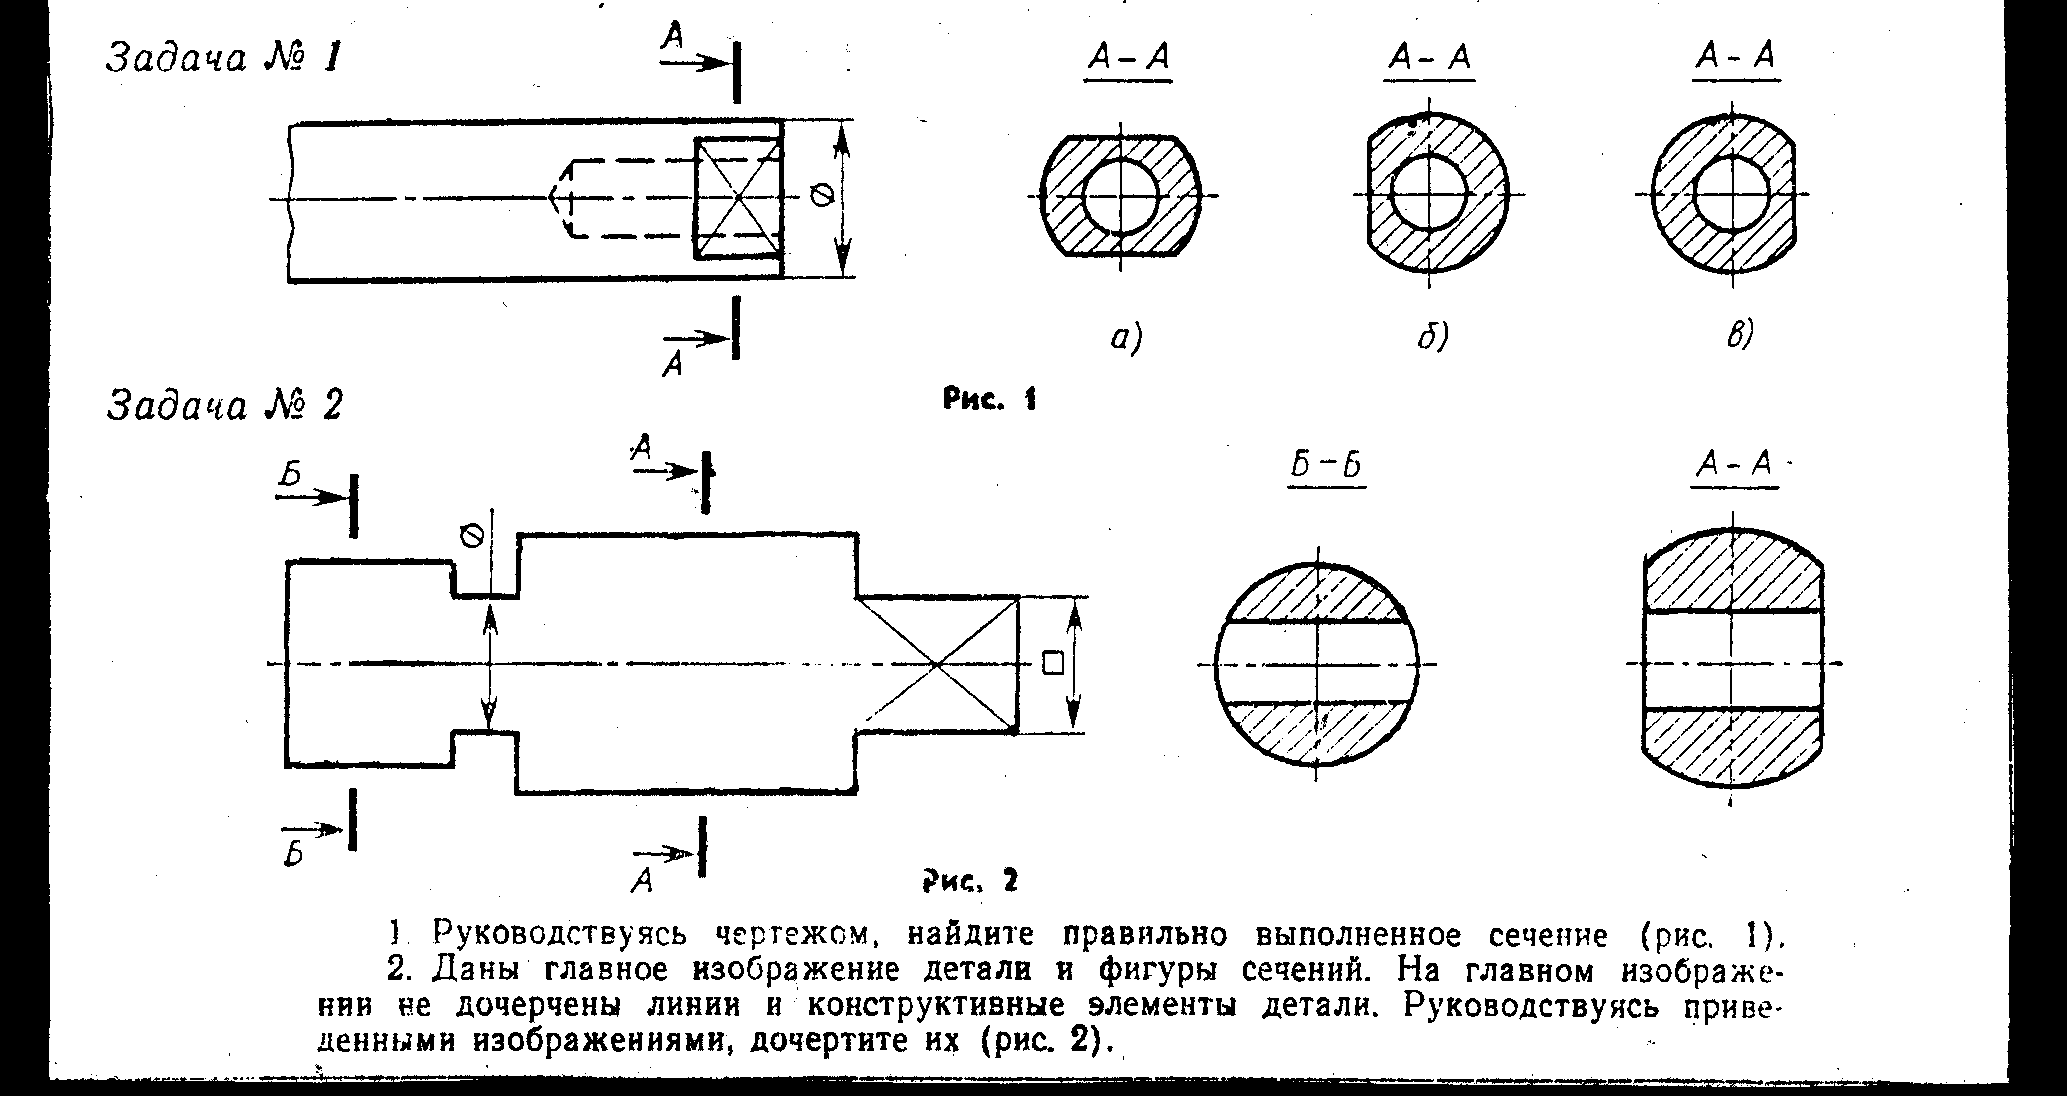 Задача № 1
А
А-А
А-А
А-А
Ø
А
а)
б)
в)
Рис. 1
Задача № 2
А
Б
Б-Б
А-А
Ø
□
Б
А
Рис. 2
1. Руководствуясь чертежом, найдите правильно выполненное сечение (рис. 1).
2. Даны главное изображение детали и фигуры сечений. На главном изображе-
нии не дочерчены линии и конструктивные элементы детали. Руководствуясь приве-
денными изображениями, дочертите их (рис. 2).